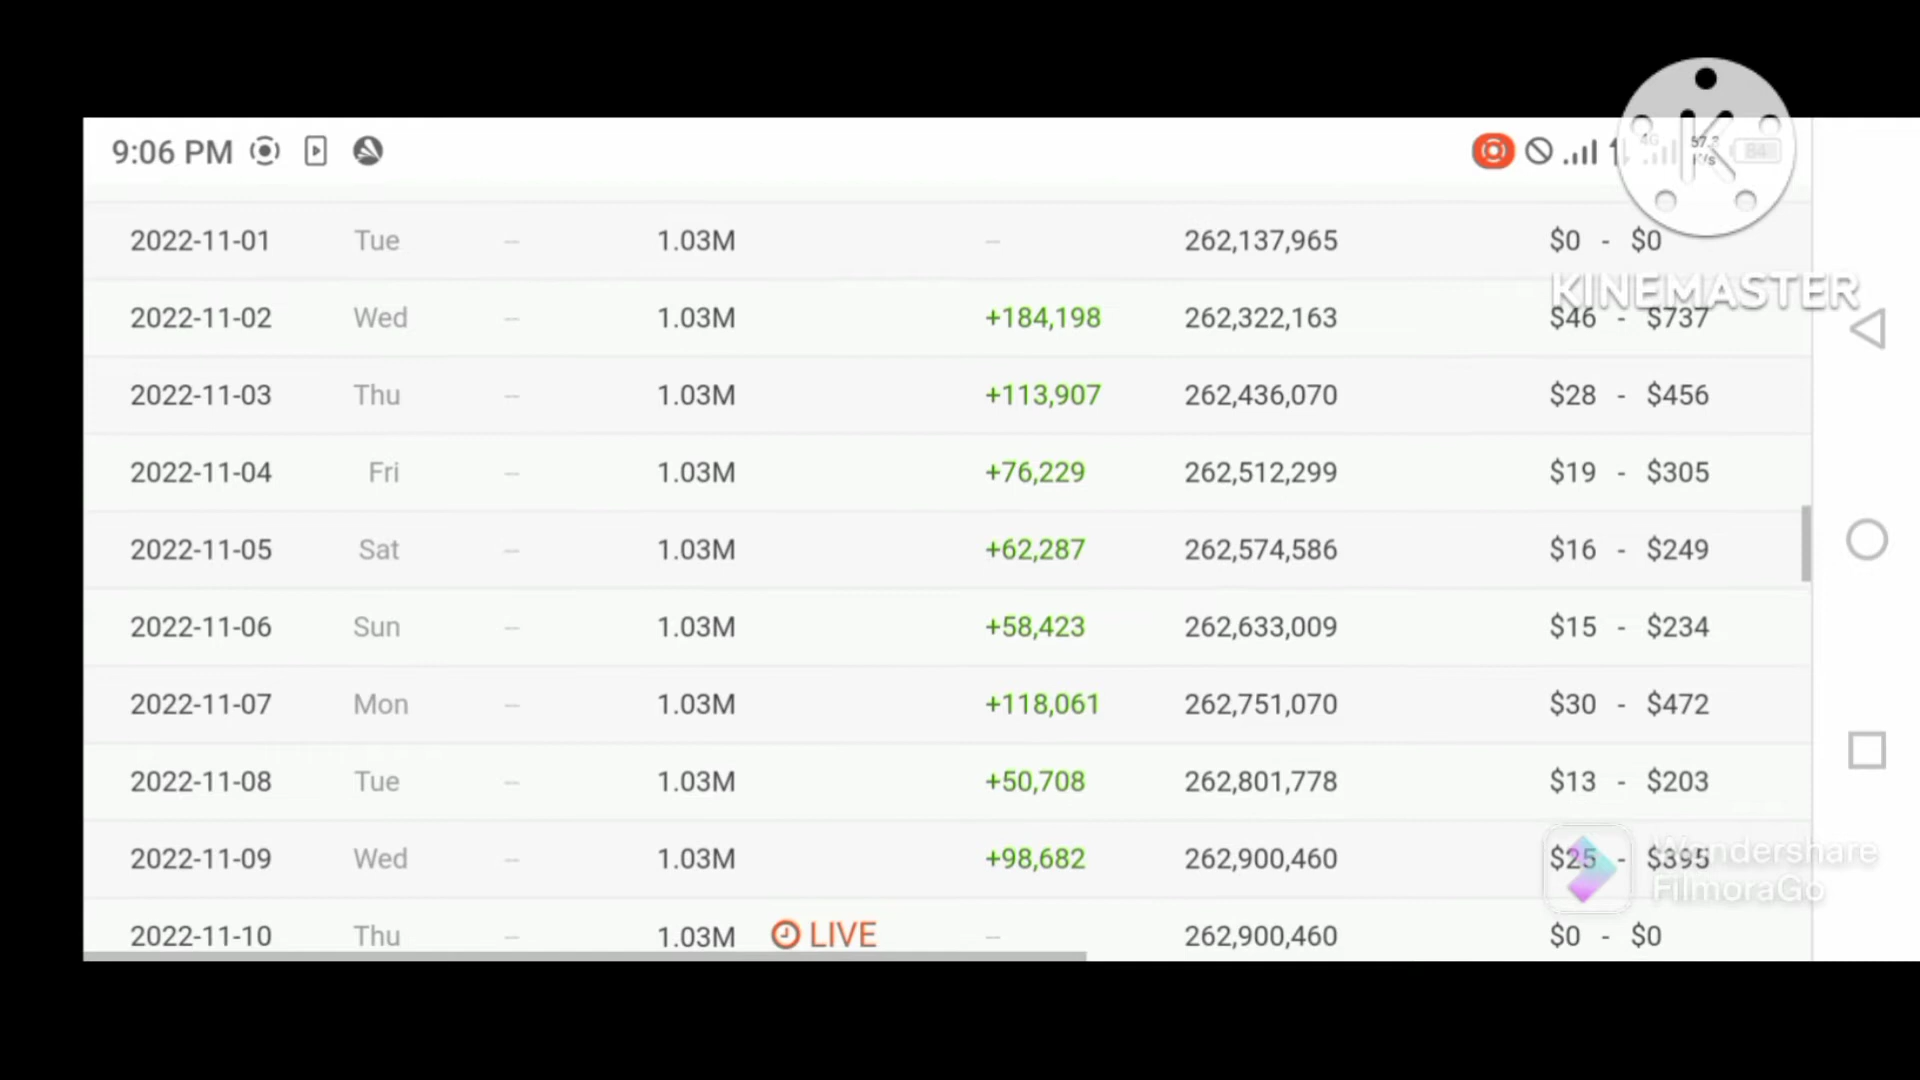 9:06 PM 4G 57.3 K/s 84
2022-11-01 Tue -- 1.03M -- 262,137,965 $0 - $0
KINEMASTER
2022-11-02 Wed -- 1.03M +184,198 262,322,163 $46 - $737
2022-11-03 Thu -- 1.03M +113,907 262,436,070 $28 - $456
2022-11-04 Fri -- 1.03M +76,229 262,512,299 $19 - $305
2022-11-05 Sat -- 1.03M +62,287 262,574,586 $16 - $249
2022-11-06 Sun -- 1.03M +58,423 262,633,009 $15 - $234
2022-11-07 Mon -- 1.03M +118,061 262,751,070 $30 - $472
2022-11-08 Tue -- 1.03M +50,708 262,801,778 $13 - $203
2022-11-09 Wed -- 1.03M +98,682 262,900,460 $25 - $395
Wondershare
FilmoraGo
2022-11-10 Thu -- 1.03M LIVE -- 262,900,460 $0 - $0